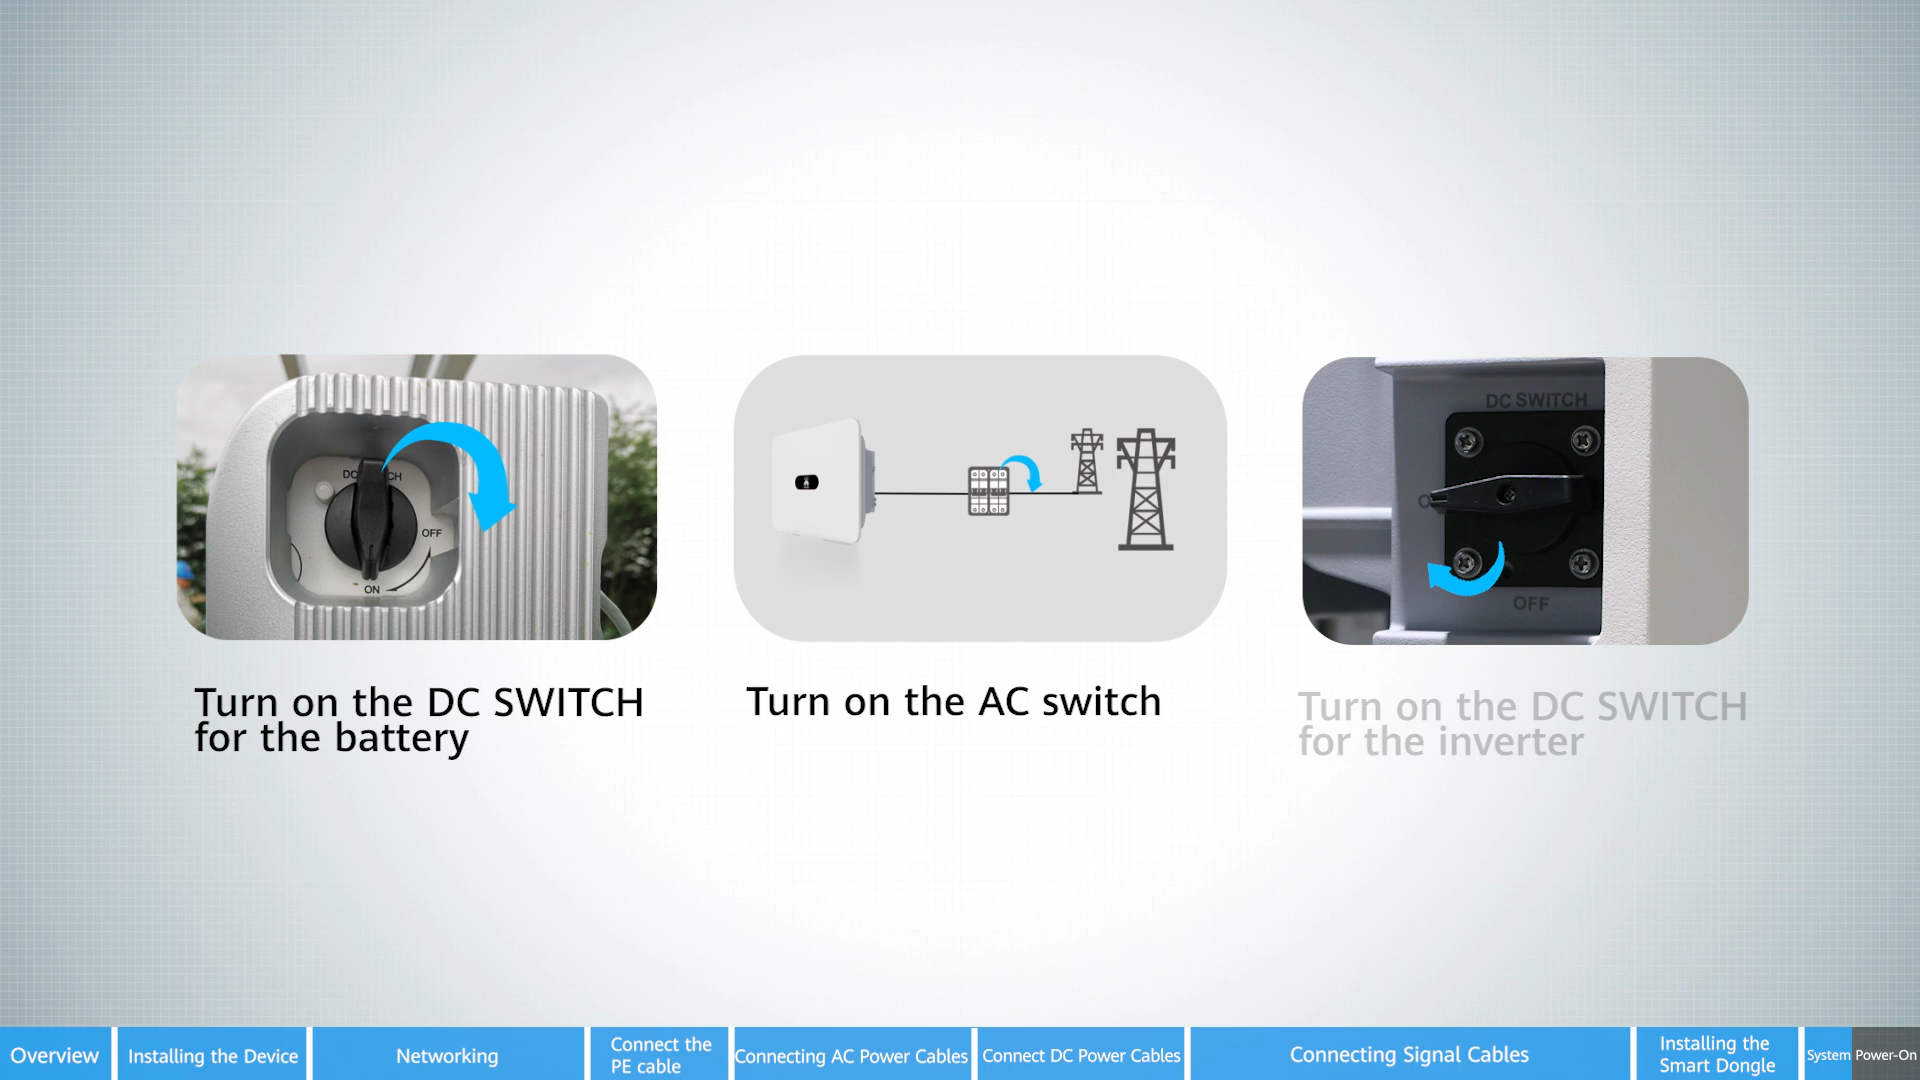 DC SWITCH
OFF
ON
DC SWITCH
OFF
Turn on the DC SWITCH
for the battery
Turn on the AC switch
Turn on the DC SWITCH
for the inverter
Overview
Installing the Device
Networking
Connect the
PE cable
Connecting AC Power Cables
Connect DC Power Cables
Connecting Signal Cables
Installing the
Smart Dongle
System Power-On